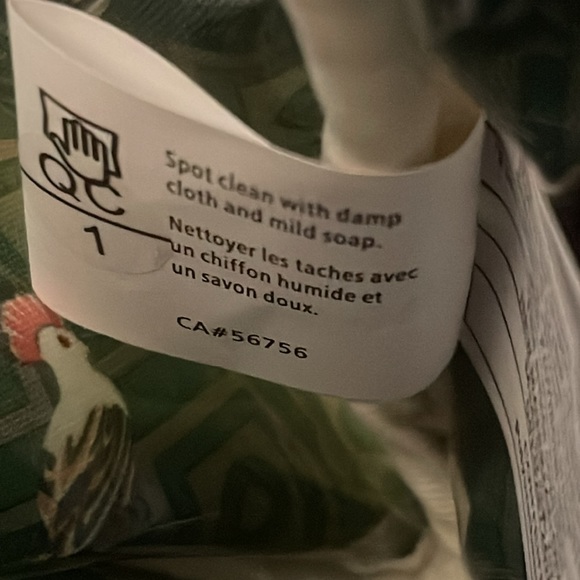 QC
1
Spot clean with damp
cloth and mild soap.
Nettoyer les taches avec
un chiffon humide et
un savon doux.
CA#56756